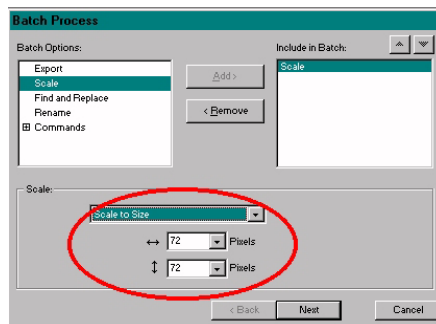 Batch Process
Batch Options:
Include in Batch:
Export
Scale
Find and Replace
Rename
Commands
Add >
< Remove
Scale
Scale:
Scale to Size
72 Pixels
72 Pixels
< Back
Next
Cancel